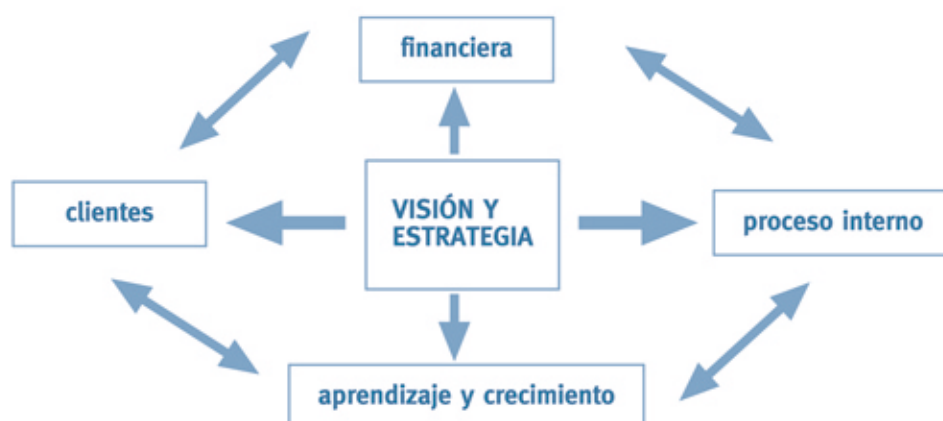 financiera
clientes
VISIÓN Y
ESTRATEGIA
proceso interno
aprendizaje y crecimiento